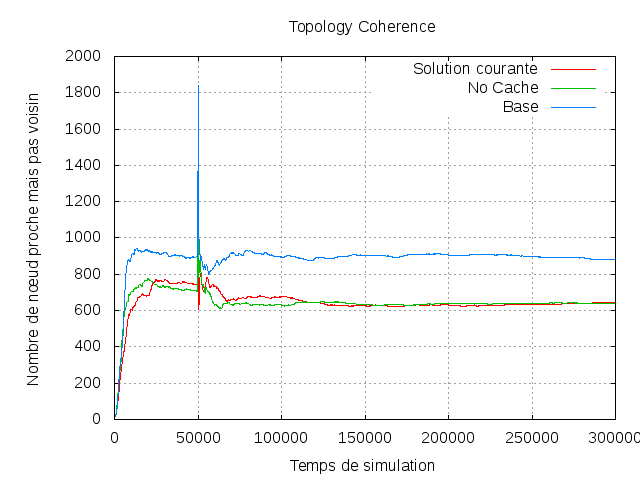 Topology Coherence
Nombre de nœud proche mais pas voisin
2000
1800
1600
1400
1200
1000
800
600
400
200
0
Solution courante
No Cache
Base
0 50000 100000 150000 200000 250000 300000
Temps de simulation